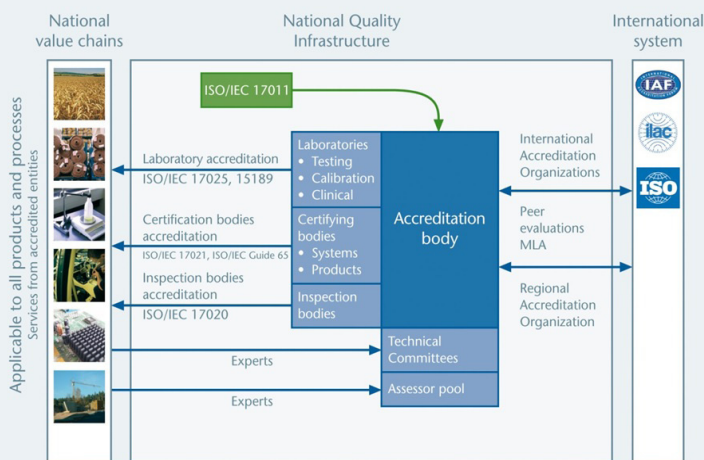 National
value chains
National Quality
Infrastructure
International
system
Applicable to all products and processes
Services from accredited entities
ISO/IEC 17011
Laboratories
• Testing
• Calibration
• Clinical
Certifying
bodies
• Systems
• Products
Inspection
bodies
Accreditation
body
Technical
Committees
Assessor pool
Laboratory accreditation
ISO/IEC 17025, 15189
Certification bodies
accreditation
ISO/IEC 17021, ISO/IEC Guide 65
Inspection bodies
accreditation
ISO/IEC 17020
Experts
Experts
International
Accreditation
Organizations
Peer
evaluations
MLA
Regional
Accreditation
Organization
IAF
ilac
ISO